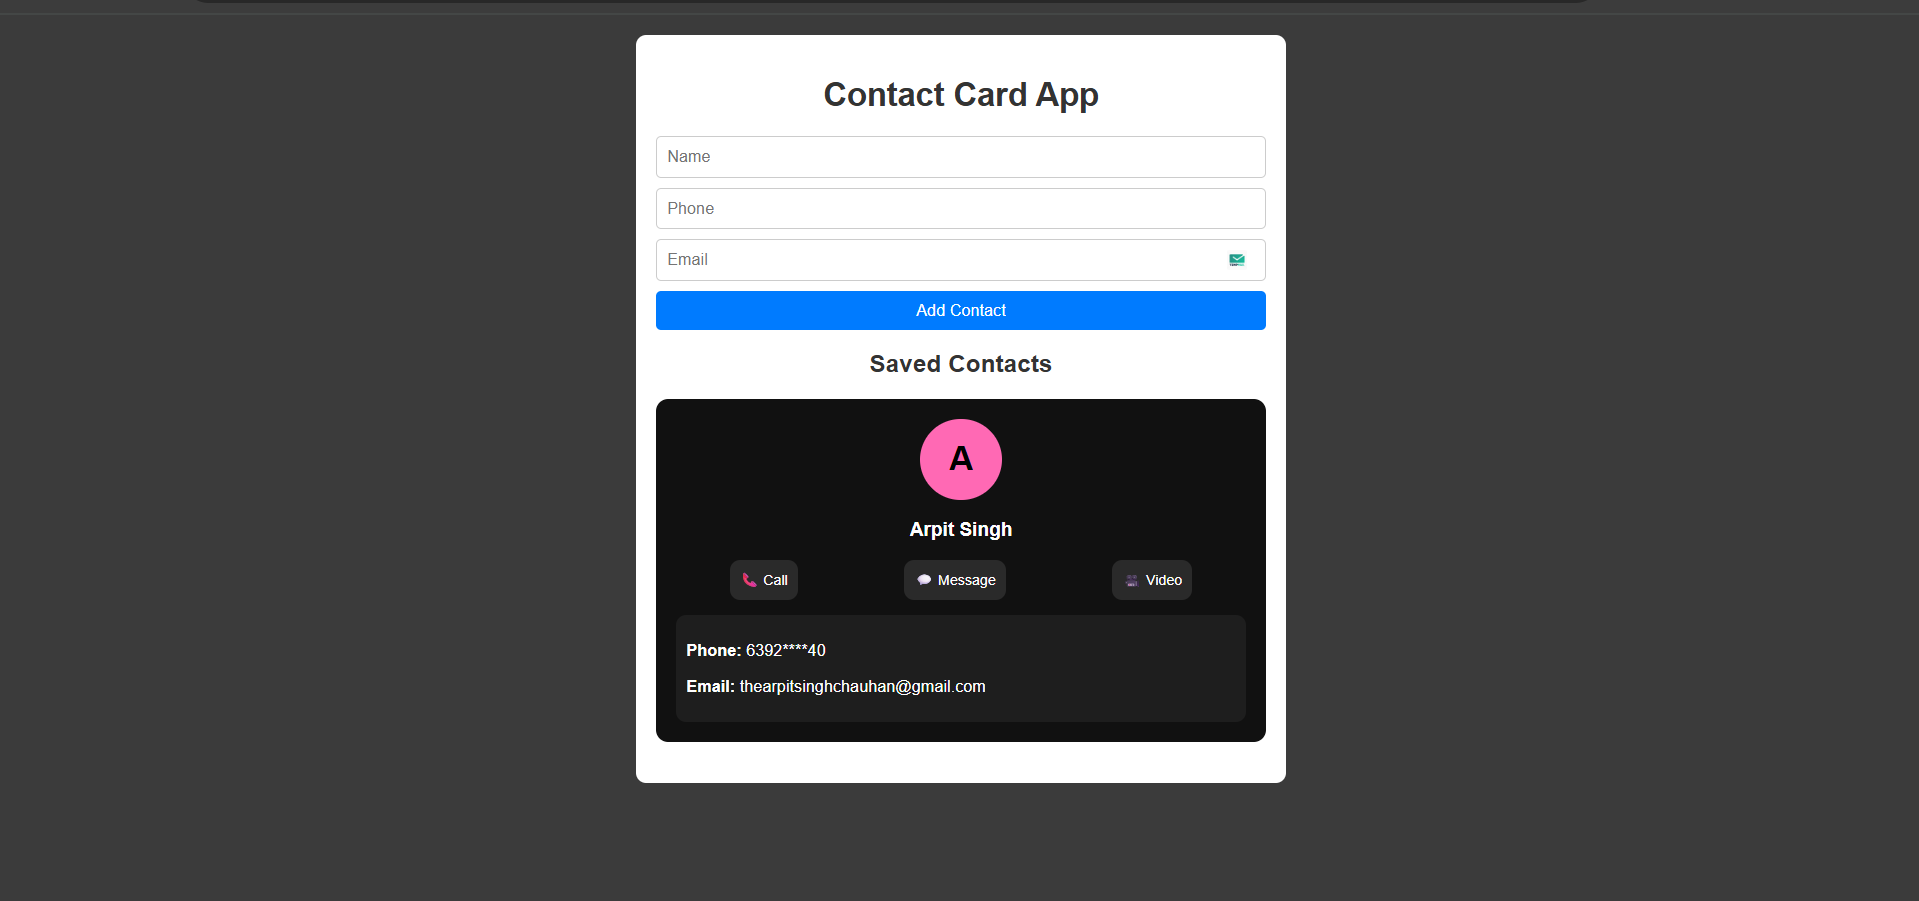 Contact Card App
Name
Phone
Email
Add Contact
Saved Contacts
A
Arpit Singh
📞 Call 💬 Message 🎥 Video
Phone: 6392****40
Email: thearpitsinghchauhan@gmail.com